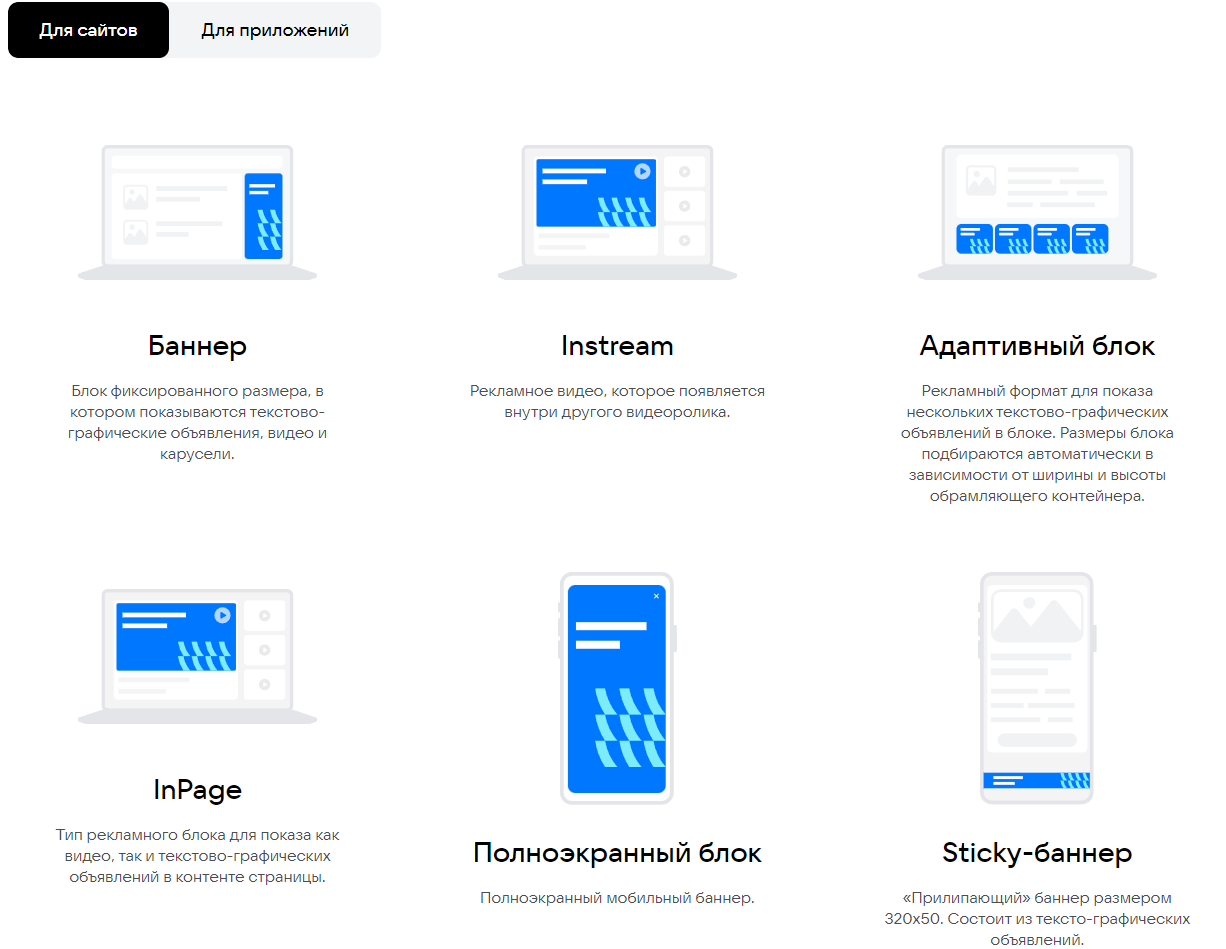 Для сайтов
Для приложений
Баннер
Блок фиксированного размера, в
котором показываются текстово-
графические объявления, видео и
карусели.
Instream
Рекламное видео, которое появляется
внутри другого видеоролика.
Адаптивный блок
Рекламный формат для показа
нескольких текстово-графических
объявлений в блоке. Размеры блока
подбираются автоматически в
зависимости от ширины и высоты
обрамляющего контейнера.
InPage
Тип рекламного блока для показа как
видео, так и текстово-графических
объявлений в контенте страницы.
Полноэкранный блок
Полноэкранный мобильный баннер.
Sticky-баннер
«Прилипающий» баннер размером
320x50. Состоит из тексто-графических
объявлений.